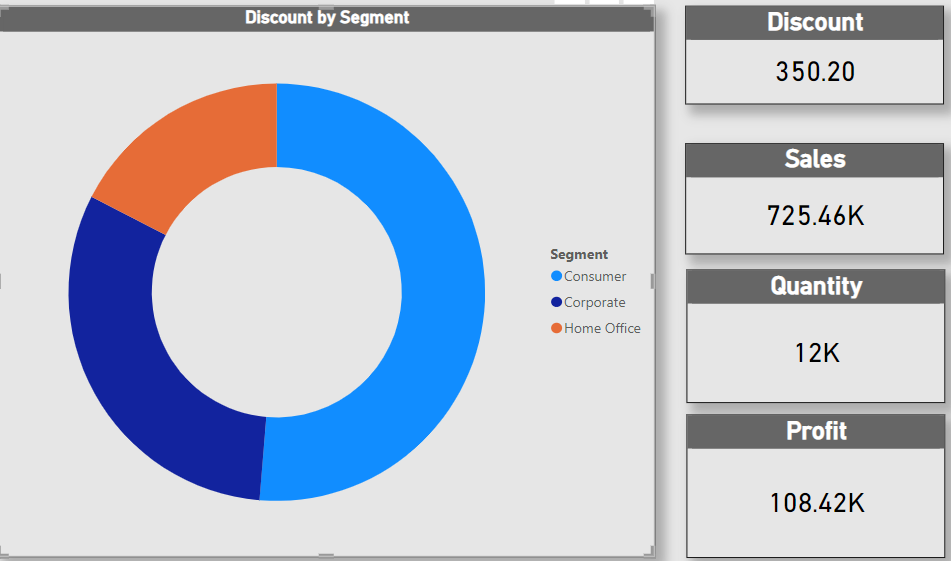 Discount by Segment
Segment
Consumer
Corporate
Home Office
Discount
350.20
Sales
725.46K
Quantity
12K
Profit
108.42K